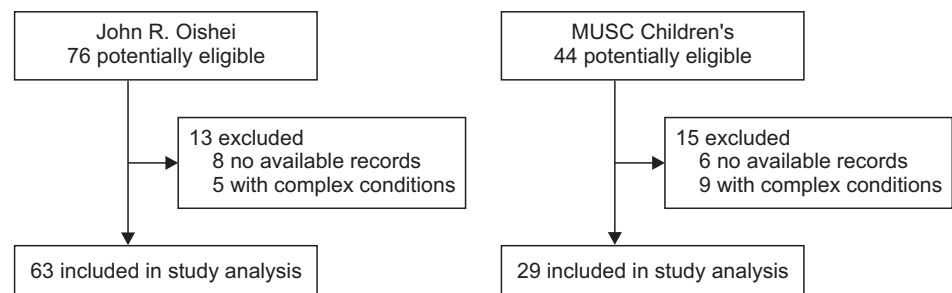 John R. Oishei
76 potentially eligible
13 excluded
8 no available records
5 with complex conditions
63 included in study analysis
MUSC Children's
44 potentially eligible
15 excluded
6 no available records
9 with complex conditions
29 included in study analysis